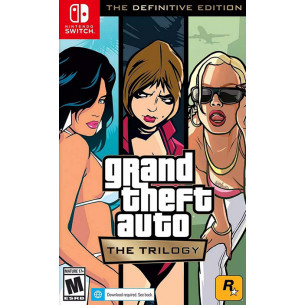 THE DEFINITIVE EDITION
NINTENDO
SWITCH
grand
theft
auto
THE TRILOGY
MATURE 17+
M
ESRB
Download required. See back.
R